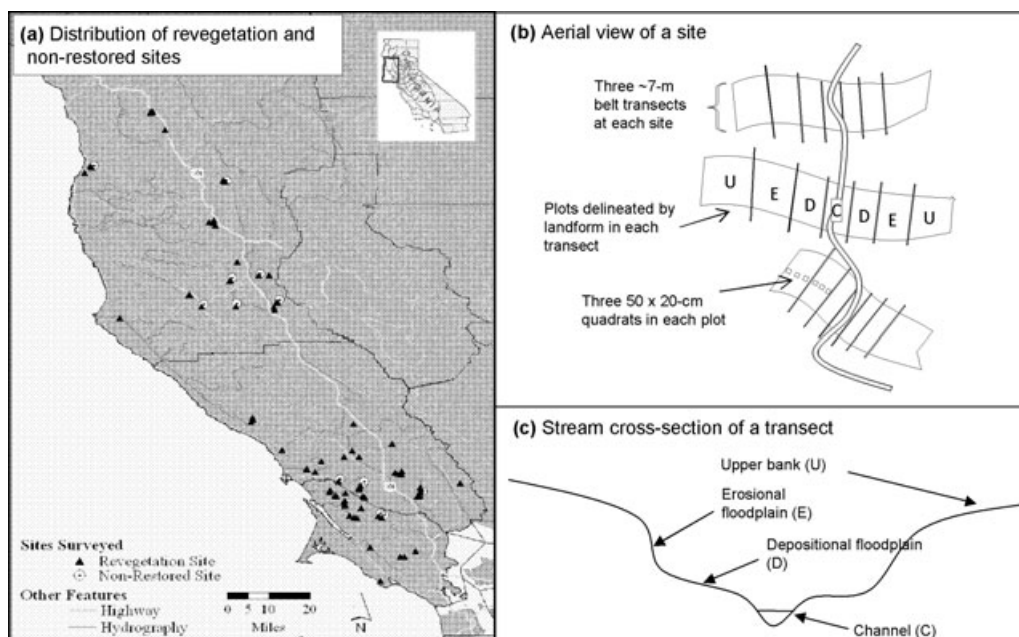 (a) Distribution of revegetation and
non-restored sites
CALIFORNIA
Sites Surveyed
Revegetation Site
Non-Restored Site
Other Features
Highway
Hydrography
0 5 10 20
Miles
N
(b) Aerial view of a site
Three ~7-m
belt transects
at each site
U E D C D E U
Plots delineated by
landform in each
transect
Three 50 x 20-cm
quadrats in each plot
(c) Stream cross-section of a transect
Upper bank (U)
Erosional
floodplain (E)
Depositional floodplain
(D)
Channel (C)